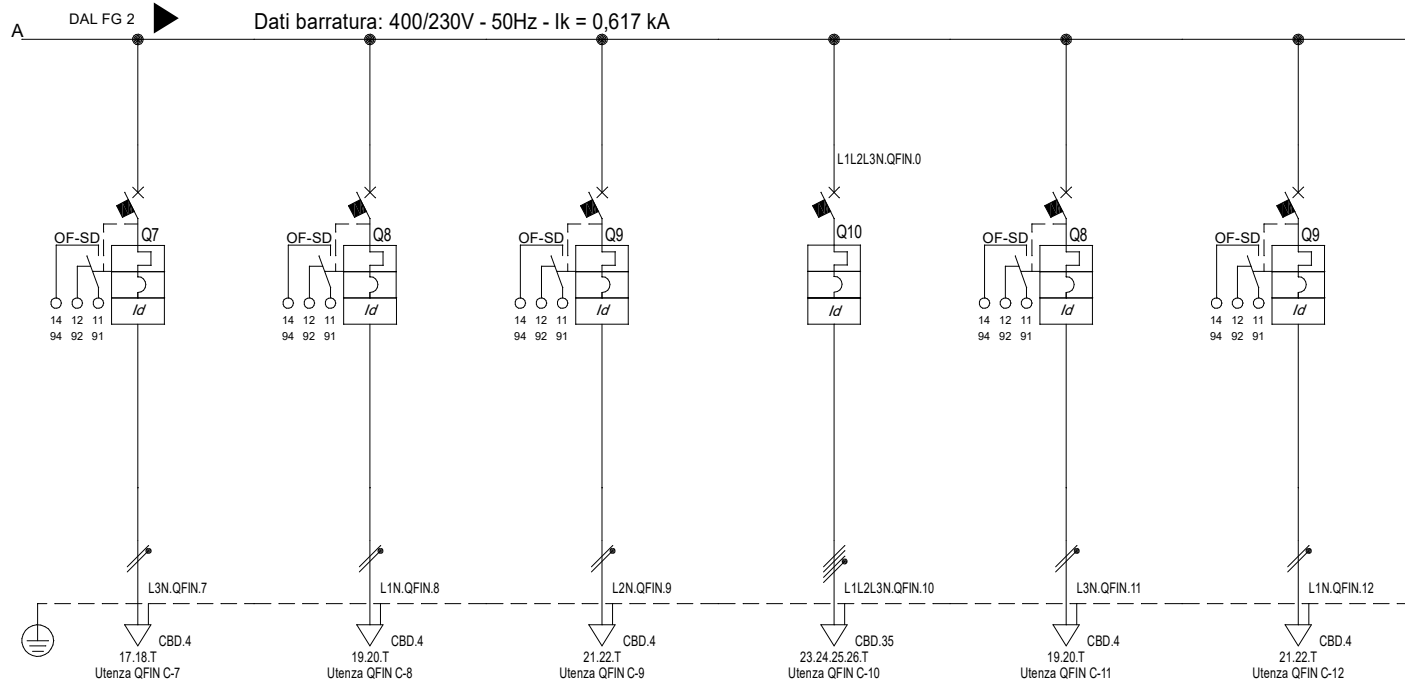 DAL FG 2 Dati barratura: 400/230V - 50Hz - Ik = 0,617 kA
A
L1L2L3N.QFIN.0
OF-SD Q7 OF-SD Q8 OF-SD Q9 Q10 OF-SD Q8 OF-SD Q9
Id Id Id Id Id Id
14 12 11 14 12 11 14 12 11 14 12 11 14 12 11
94 92 91 94 92 91 94 92 91 94 92 91 94 92 91
L3N.QFIN.7 L1N.QFIN.8 L2N.QFIN.9 L1L2L3N.QFIN.10 L3N.QFIN.11 L1N.QFIN.12
CBD.4 CBD.4 CBD.4 CBD.35 CBD.4 CBD.4
17.18.T 19.20.T 21.22.T 23.24.25.26.T 19.20.T 21.22.T
Utenza QFIN C-7 Utenza QFIN C-8 Utenza QFIN C-9 Utenza QFIN C-10 Utenza QFIN C-11 Utenza QFIN C-12